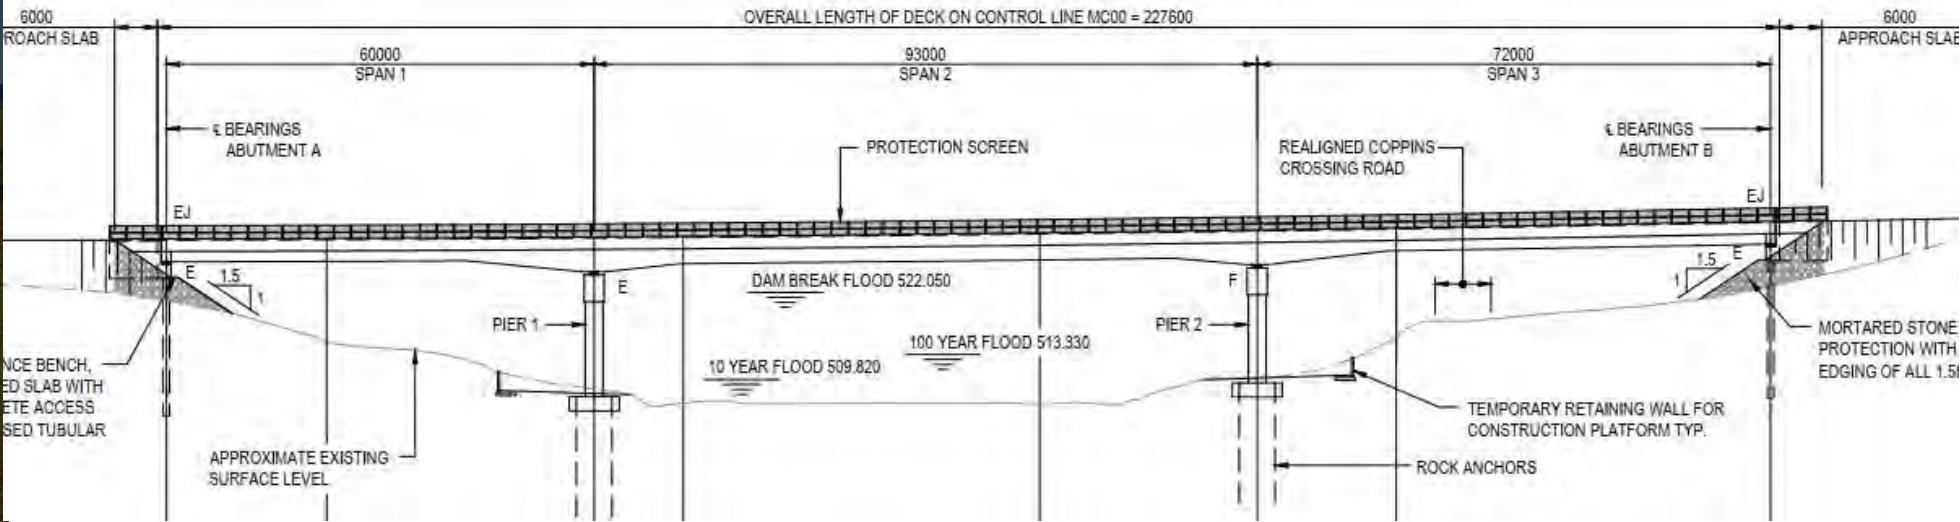 6000
ROACH SLAB
OVERALL LENGTH OF DECK ON CONTROL LINE MC00 = 227600
6000
APPROACH SLAB
60000
SPAN 1
93000
SPAN 2
72000
SPAN 3
℄ BEARINGS
ABUTMENT A
PROTECTION SCREEN
REALIGNED COPPINS
CROSSING ROAD
℄ BEARINGS
ABUTMENT B
EJ
EJ
E
1.5
1
E
DAM BREAK FLOOD 522.050
F
1.5
1
E
PIER 1
PIER 2
100 YEAR FLOOD 513.330
10 YEAR FLOOD 509.820
NCE BENCH,
ED SLAB WITH
ETE ACCESS
SED TUBULAR
MORTARED STONE
PROTECTION WITH
EDGING OF ALL
APPROXIMATE EXISTING
SURFACE LEVEL
TEMPORARY RETAINING WALL FOR
CONSTRUCTION PLATFORM TYP.
ROCK ANCHORS